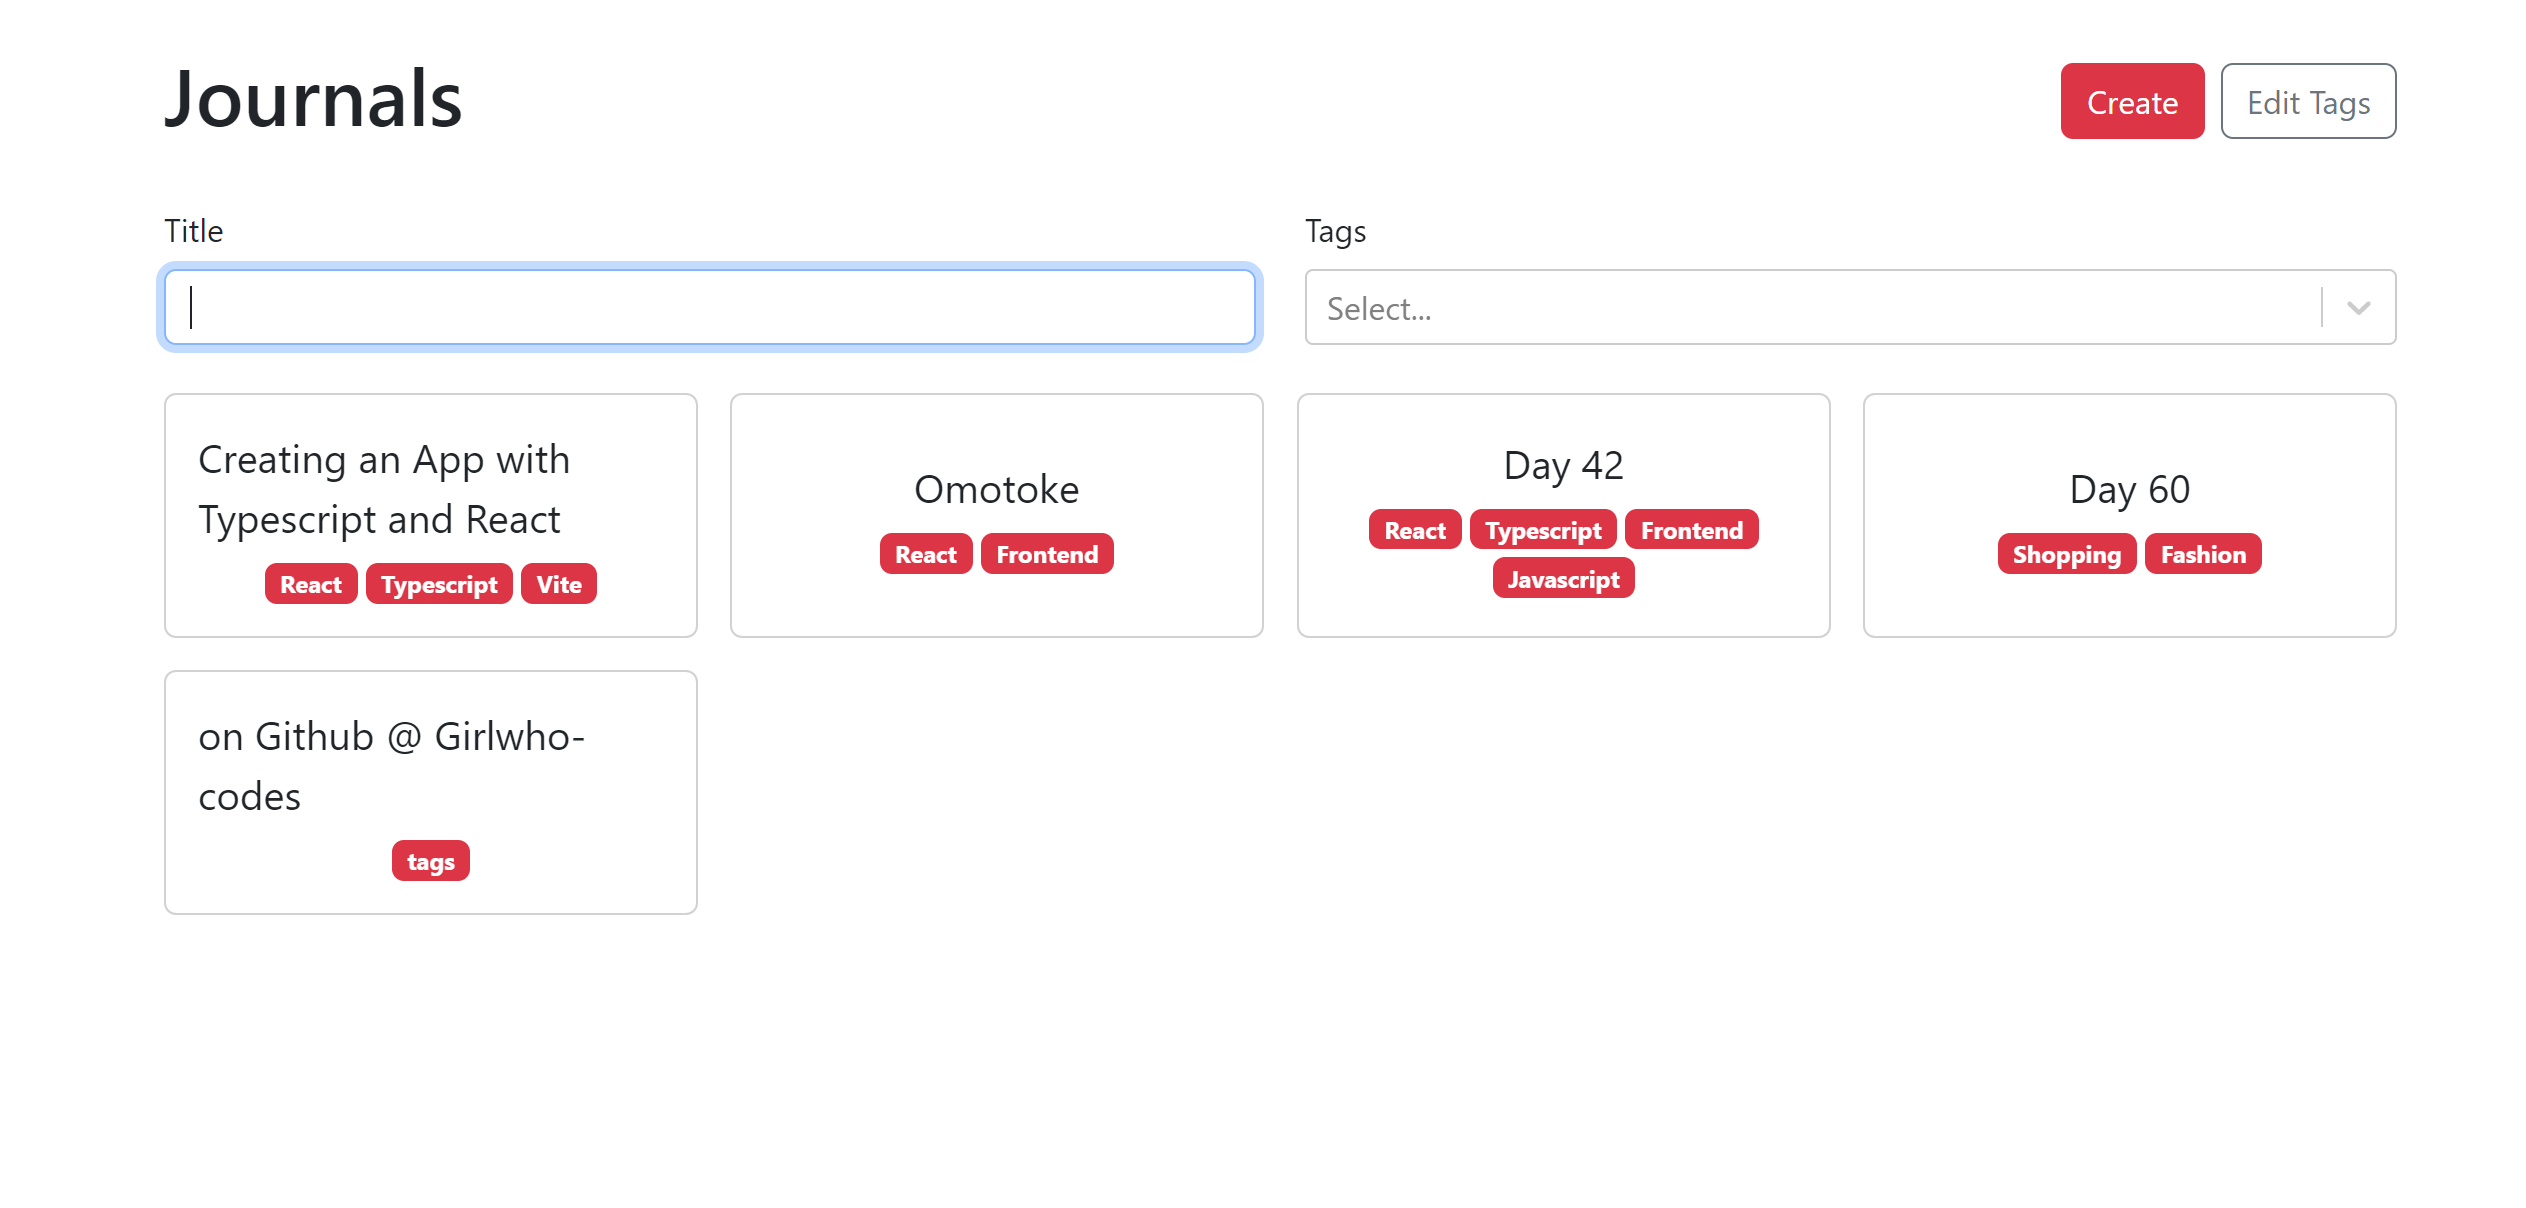 Journals
Create
Edit Tags
Title
Tags
Select...
Creating an App with
Typescript and React
React Typescript Vite
Omotoke
React Frontend
Day 42
React Typescript Frontend
Javascript
Day 60
Shopping Fashion
on Github @ Girlwho-
codes
tags